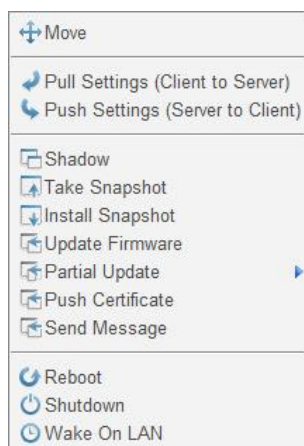 Move
Pull Settings (Client to Server)
Push Settings (Server to Client)
Shadow
Take Snapshot
Install Snapshot
Update Firmware
Partial Update
Push Certificate
Send Message
Reboot
Shutdown
Wake On LAN